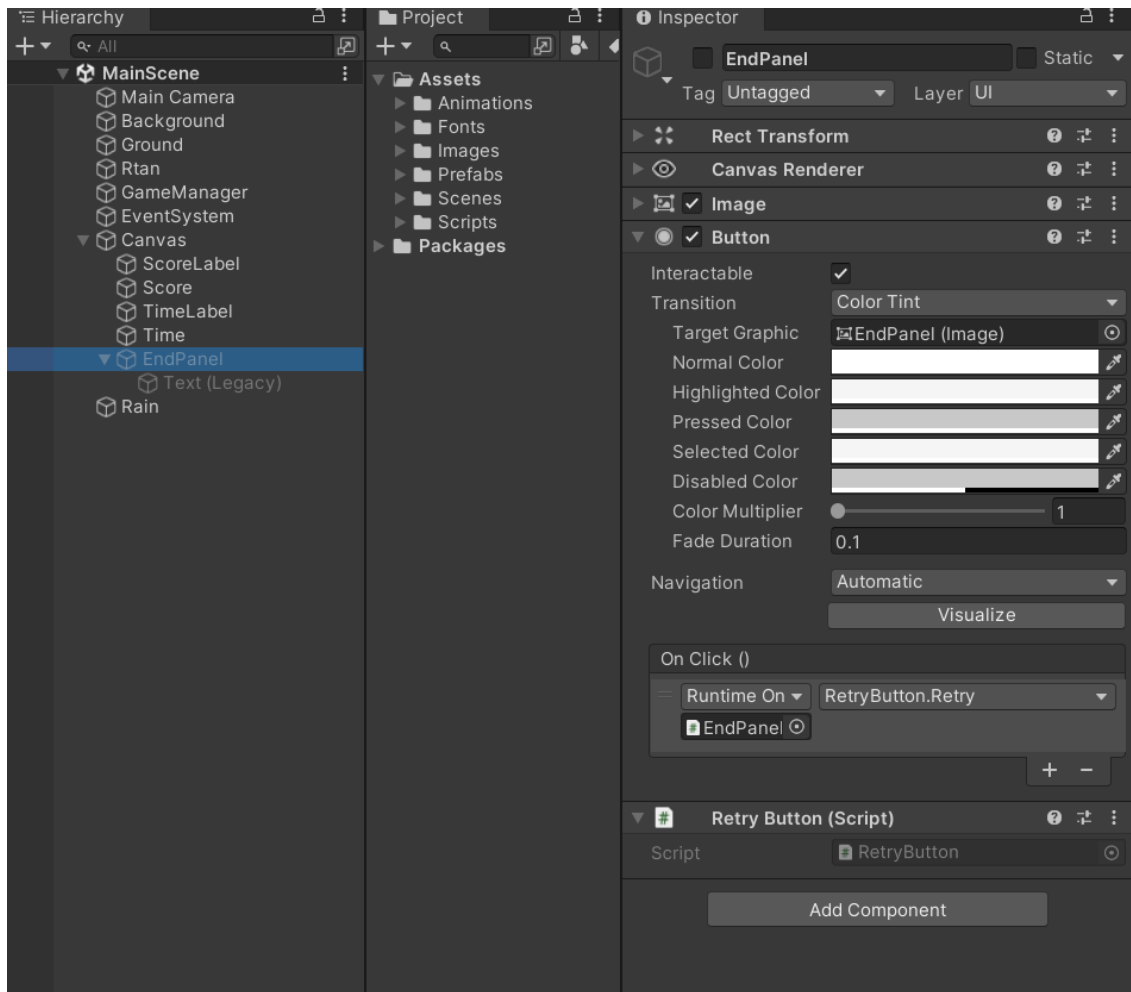 Hierarchy
All
MainScene
Main Camera
Background
Ground
Rtan
GameManager
EventSystem
Canvas
ScoreLabel
Score
TimeLabel
Time
EndPanel
Text (Legacy)
Rain
Project
Assets
Animations
Fonts
Images
Prefabs
Scenes
Scripts
Packages
Inspector
EndPanel
Static
Tag Untagged
Layer UI
Rect Transform
Canvas Renderer
Image
Button
Interactable
Transition
Color Tint
Target Graphic
EndPanel (Image)
Normal Color
Highlighted Color
Pressed Color
Selected Color
Disabled Color
Color Multiplier
1
Fade Duration
0.1
Navigation
Automatic
Visualize
On Click ()
Runtime On
RetryButton.Retry
EndPanel
Retry Button (Script)
#
Script
RetryButton
Add Component